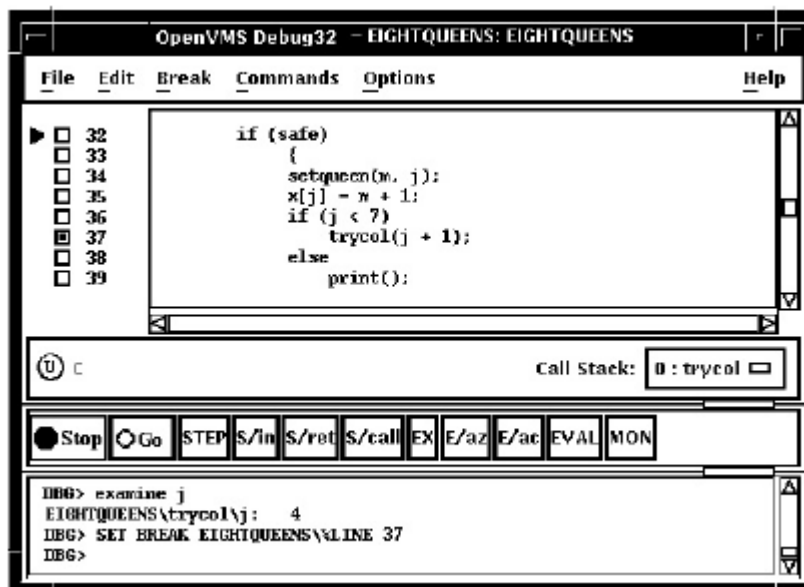 OpenVMS Debug32 - EIGHTQUEENS: EIGHTQUEENS
File Edit Break Commands Options Help
32 if (safe)
33 {
34 setqueen(m, j);
35 x[j] = m + 1;
36 if (j < 7)
37 trycol(j + 1);
38 else
39 print();
U C Call Stack: 0 : trycol
Stop Go STEP S/in S/ret S/call EX E/az E/ac EVAL MON
DBG> examine j
EIGHTQUEENS\trycol\j: 4
DBG> SET BREAK EIGHTQUEENS\%LINE 37
DBG>